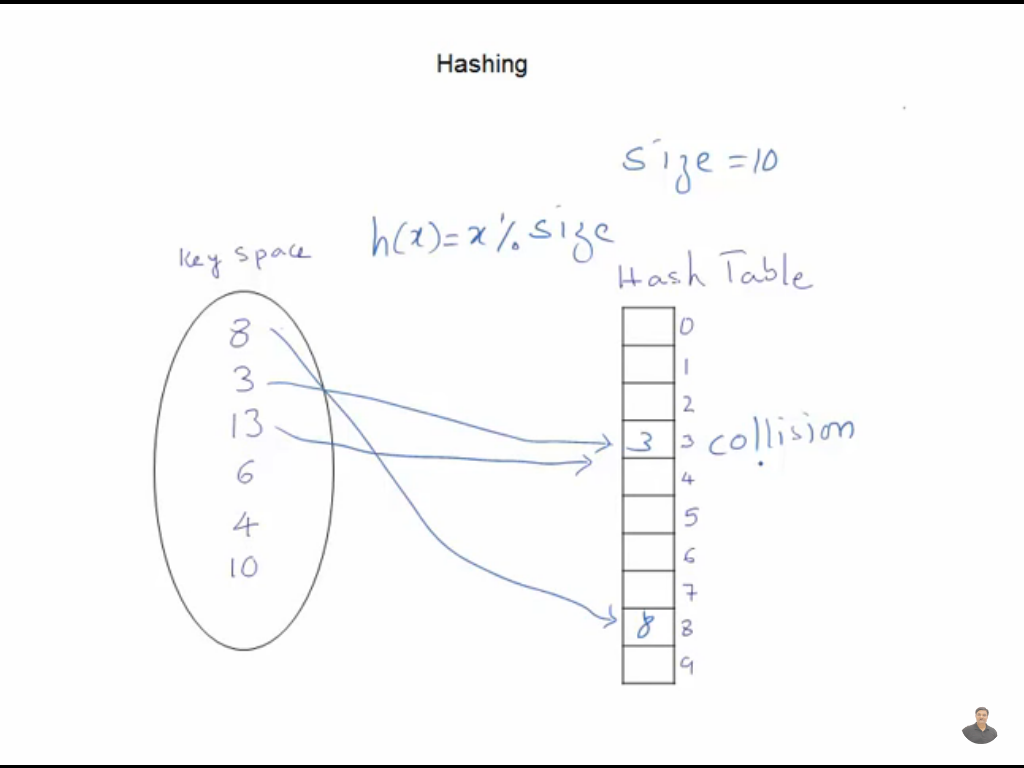 Hashing
size = 10
h(x) = x % size
Key space
Hash Table
8
3
13
6
4
10
0
1
2
3 3 collision
4
5
6
7
8 8
9